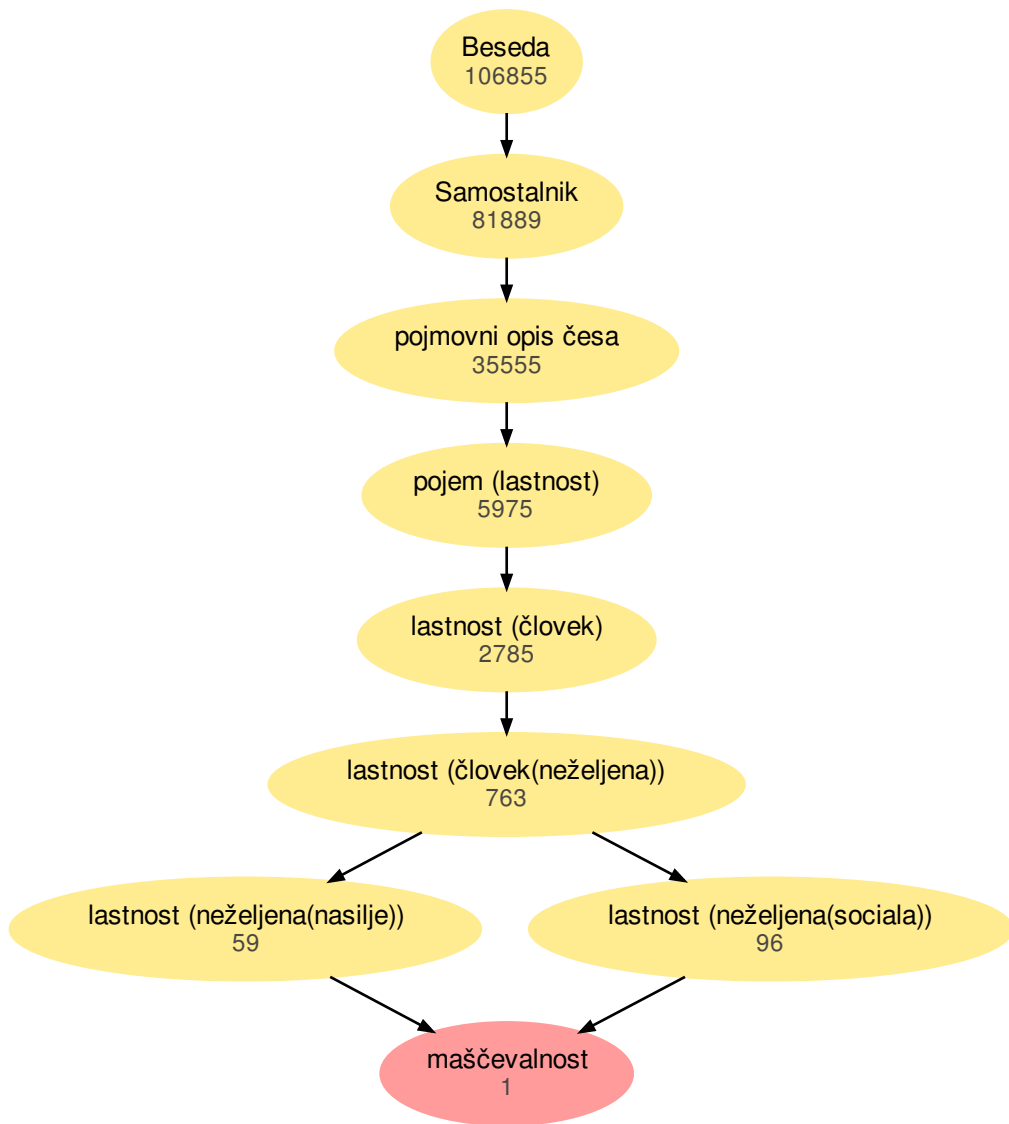 Beseda
106855
Samostalnik
81889
pojmovni opis česa
35555
pojem (lastnost)
5975
lastnost (človek)
2785
lastnost (človek(neželjena))
763
lastnost (neželjena(nasilje))
59
lastnost (neželjena(sociala))
96
maščevalnost
1